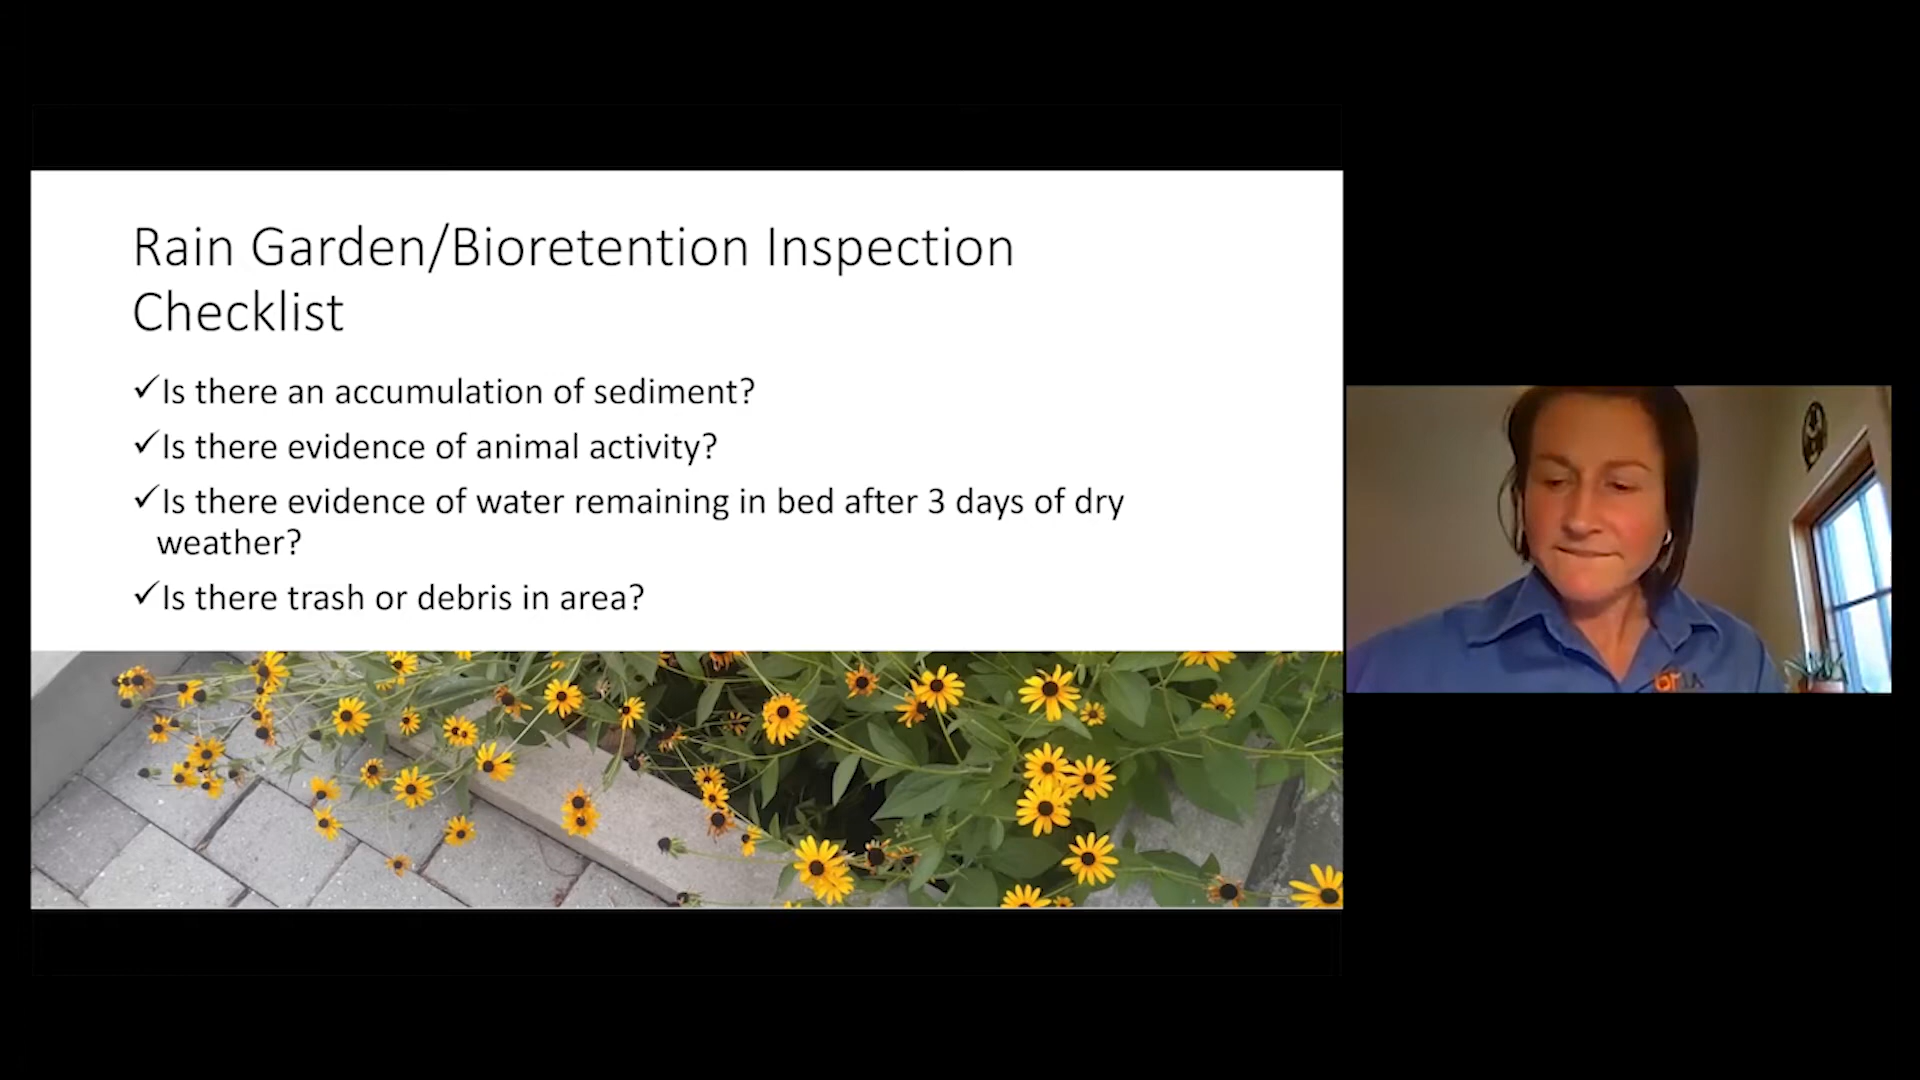 Rain Garden/Bioretention Inspection
Checklist
✓Is there an accumulation of sediment?
✓Is there evidence of animal activity?
✓Is there evidence of water remaining in bed after 3 days of dry
weather?
✓Is there trash or debris in area?